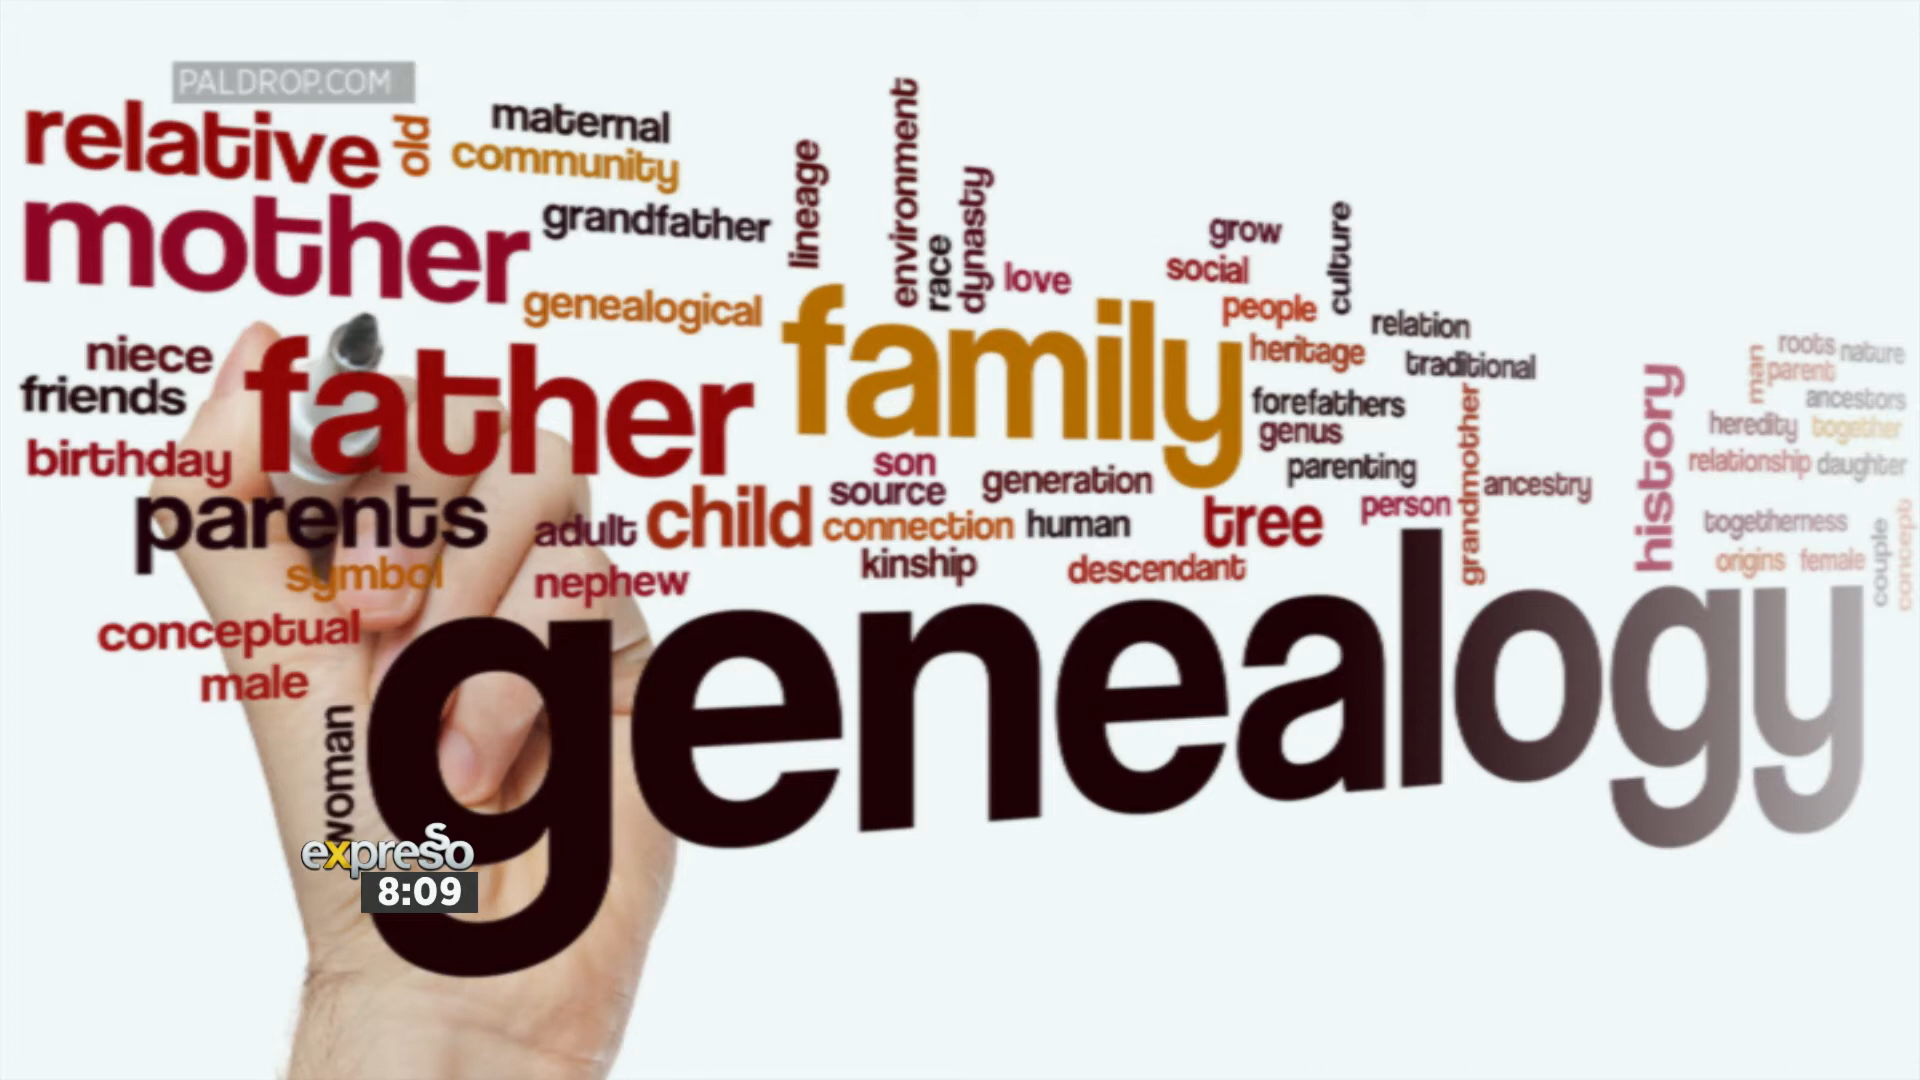 PALDROP.COM
relative
old
maternal
community
mother
grandfather
lineage
environment
race
dynasty
love
grow
social
people
culture
genealogical
family
heritage
relation
traditional
niece
friends
father
forefathers
genus
birthday
parents
son
source
generation
parenting
grandmother
ancestry
person
history
roots
nature
man
parent
ancestors
heredity
together
relationship
daughter
adult
child
connection
human
tree
togetherness
symbol
nephew
kinship
descendant
origins
female
couple
concept
conceptual
male
woman
genealogy
expresso
8:09